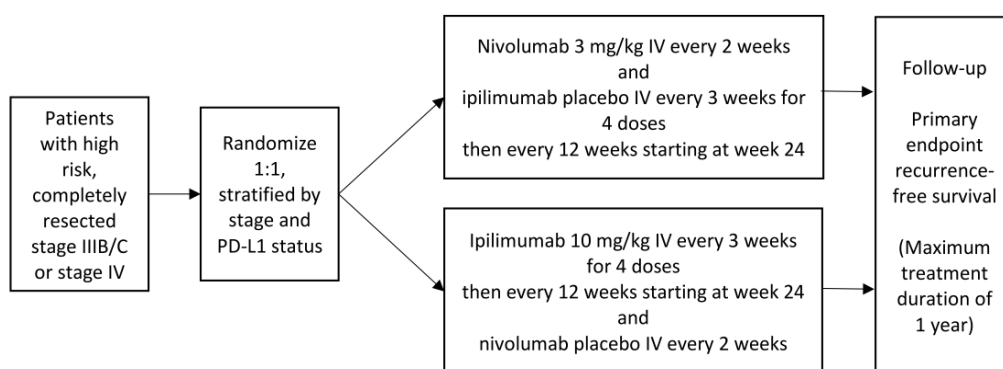 Patients
with high
risk,
completely
resected
stage IIIB/C
or stage IV
Randomize
1:1,
stratified by
stage and
PD-L1 status
Nivolumab 3 mg/kg IV every 2 weeks
and
ipilimumab placebo IV every 3 weeks for
4 doses
then every 12 weeks starting at week 24
Ipilimumab 10 mg/kg IV every 3 weeks
for 4 doses
then every 12 weeks starting at week 24
and
nivolumab placebo IV every 2 weeks
Follow-up
Primary
endpoint
recurrence-
free survival
(Maximum
treatment
duration of
1 year)